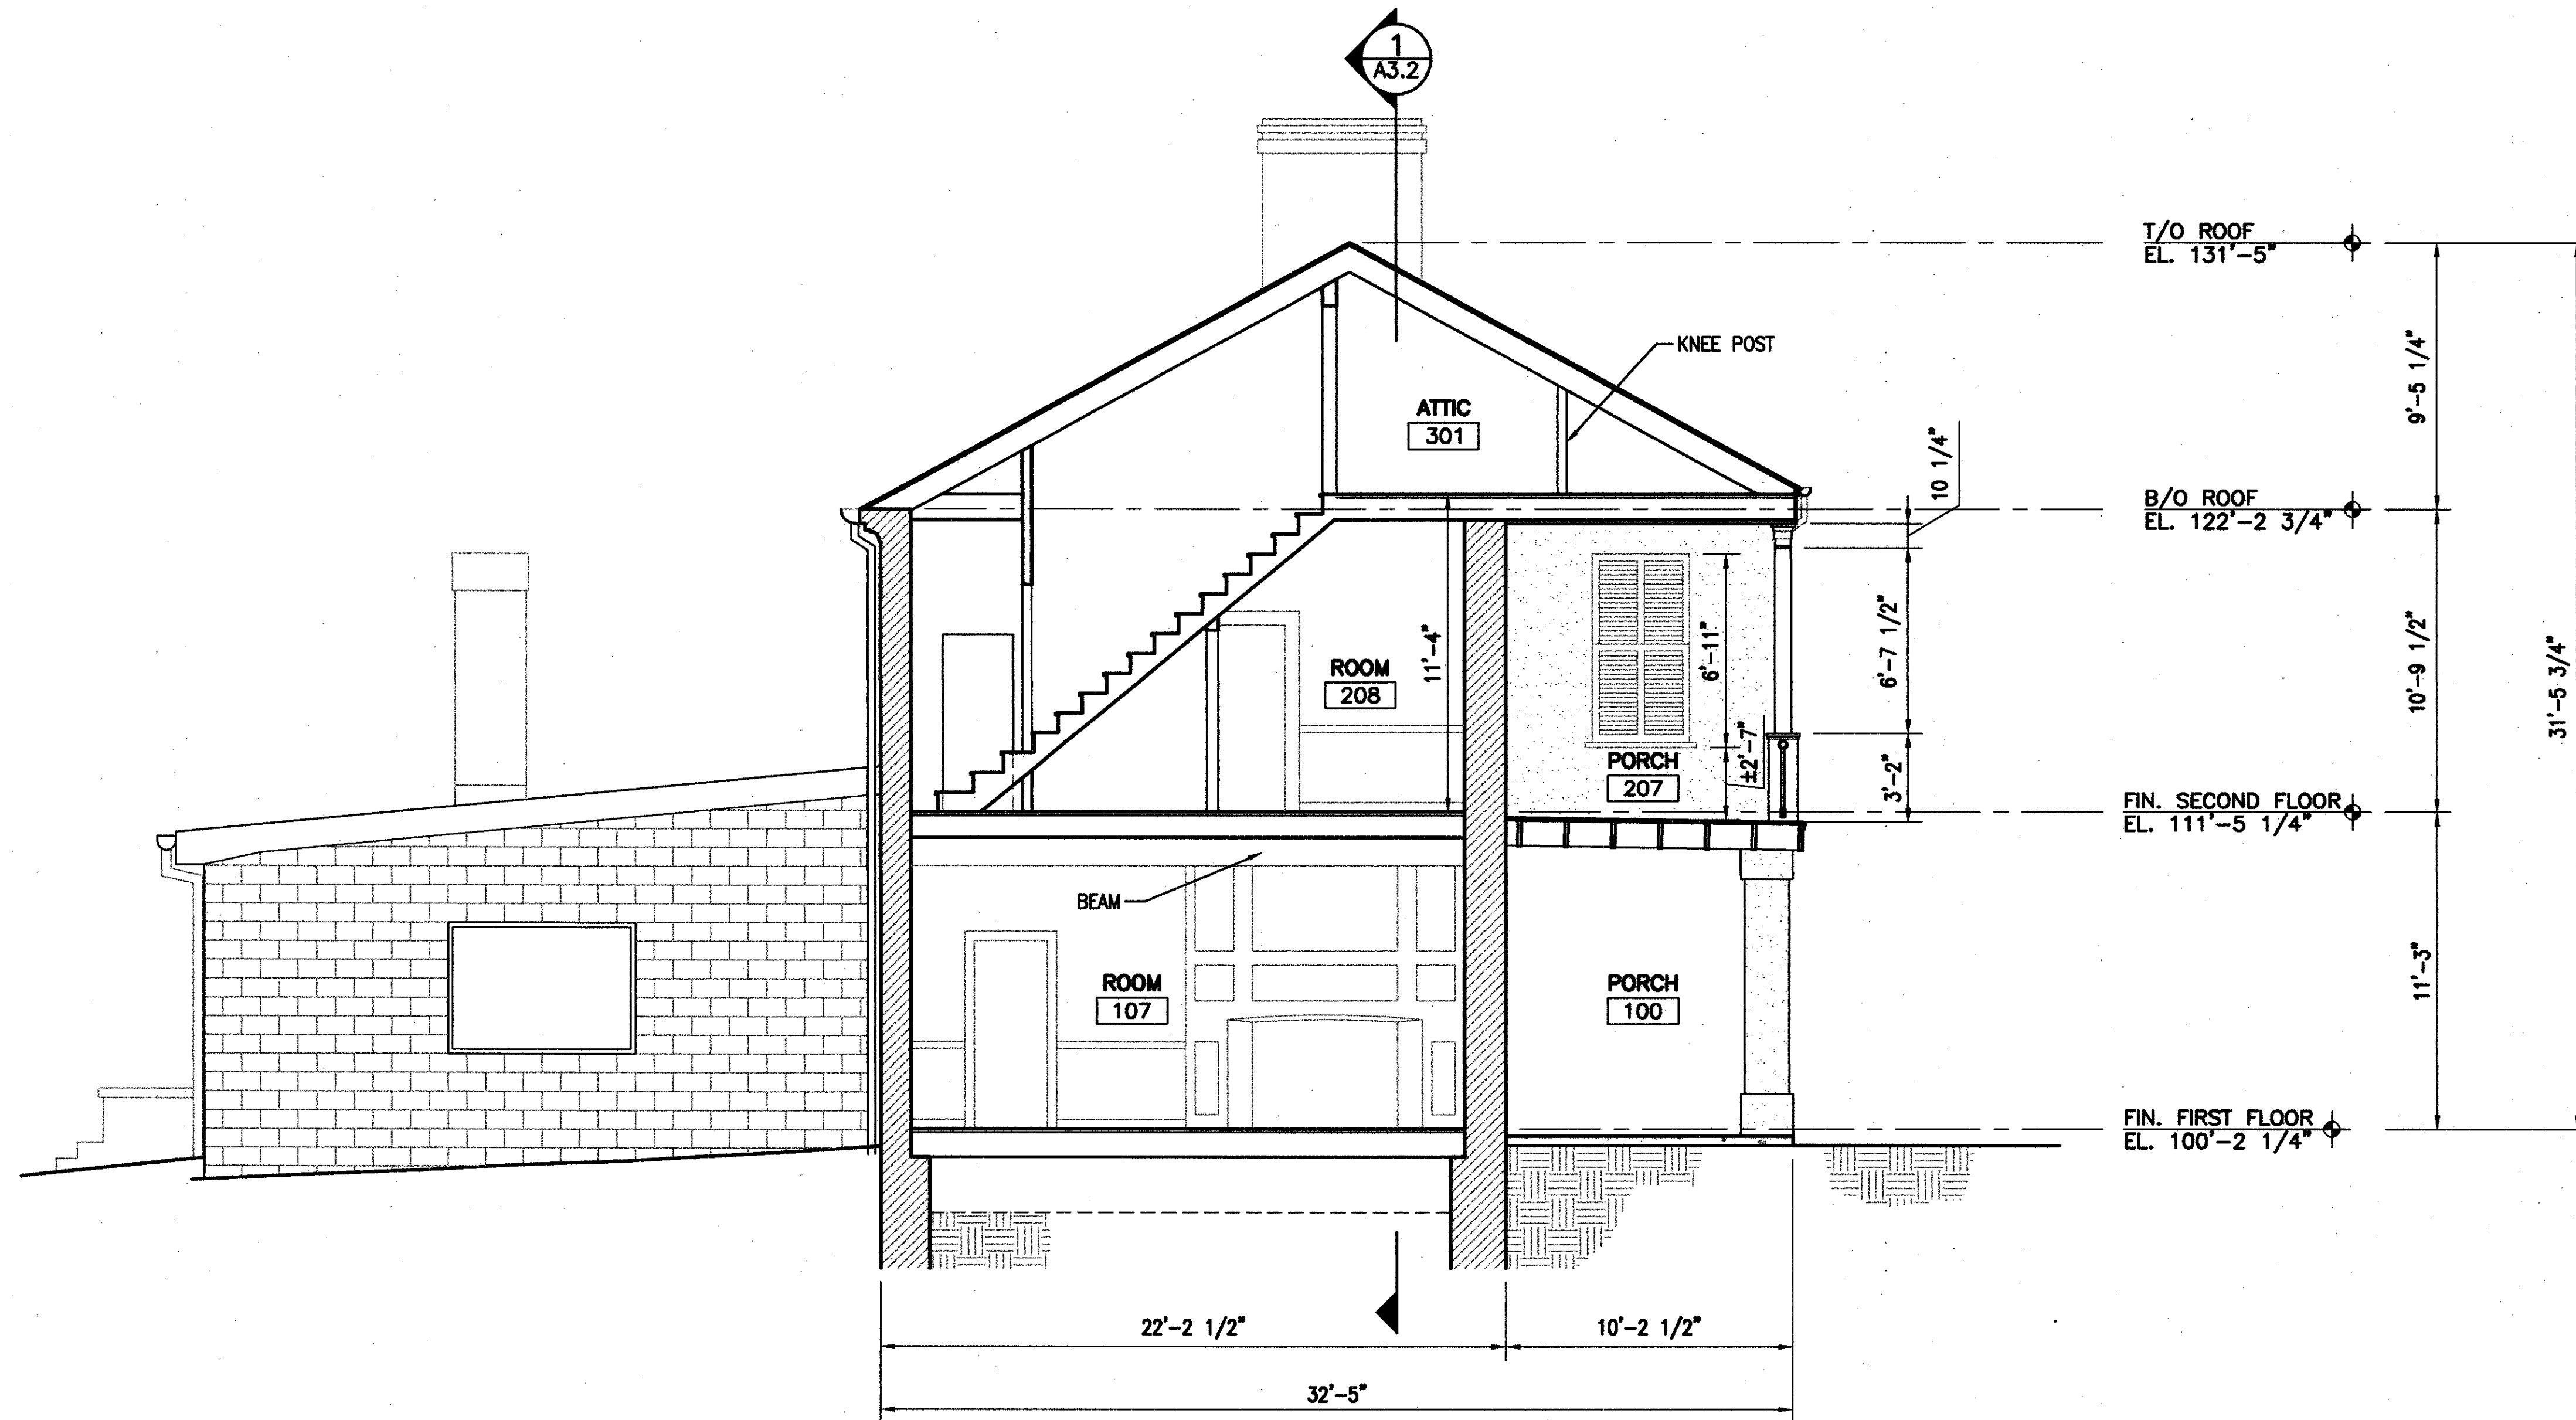 1
A3.2
T/O ROOF
EL. 131'-5"
9'-5 1/4"
KNEE POST
ATTIC
301
10 1/4"
B/O ROOF
EL. 122'-2 3/4"
6'-7 1/2"
10'-9 1/2"
31'-5 3/4"
11'-4"
6'-11"
ROOM
208
PORCH
207
±2'-7"
3'-2"
FIN. SECOND FLOOR
EL. 111'-5 1/4"
BEAM
ROOM
107
PORCH
100
11'-3"
FIN. FIRST FLOOR
EL. 100'-2 1/4"
22'-2 1/2"
10'-2 1/2"
32'-5"